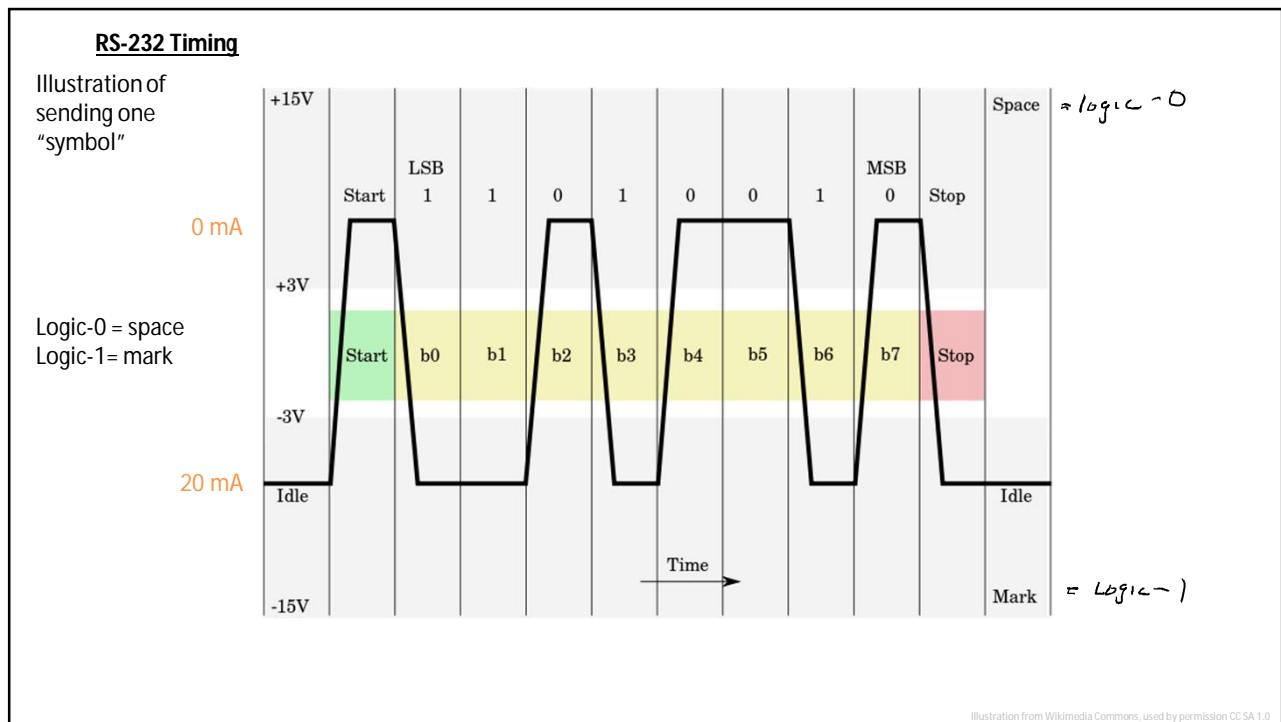 RS-232 Timing
Illustration of
sending one
“symbol”
+15V
Space
= logic-0
LSB
MSB
Start 1 1 0 1 0 0 1 0 Stop
0 mA
+3V
Logic-0 = space
Logic-1= mark
Start b0 b1 b2 b3 b4 b5 b6 b7 Stop
-3V
20 mA
Idle
Idle
Time
-15V
Mark
= Logic-1
Illustration from Wikimedia Commons, used by permission CC SA 1.0